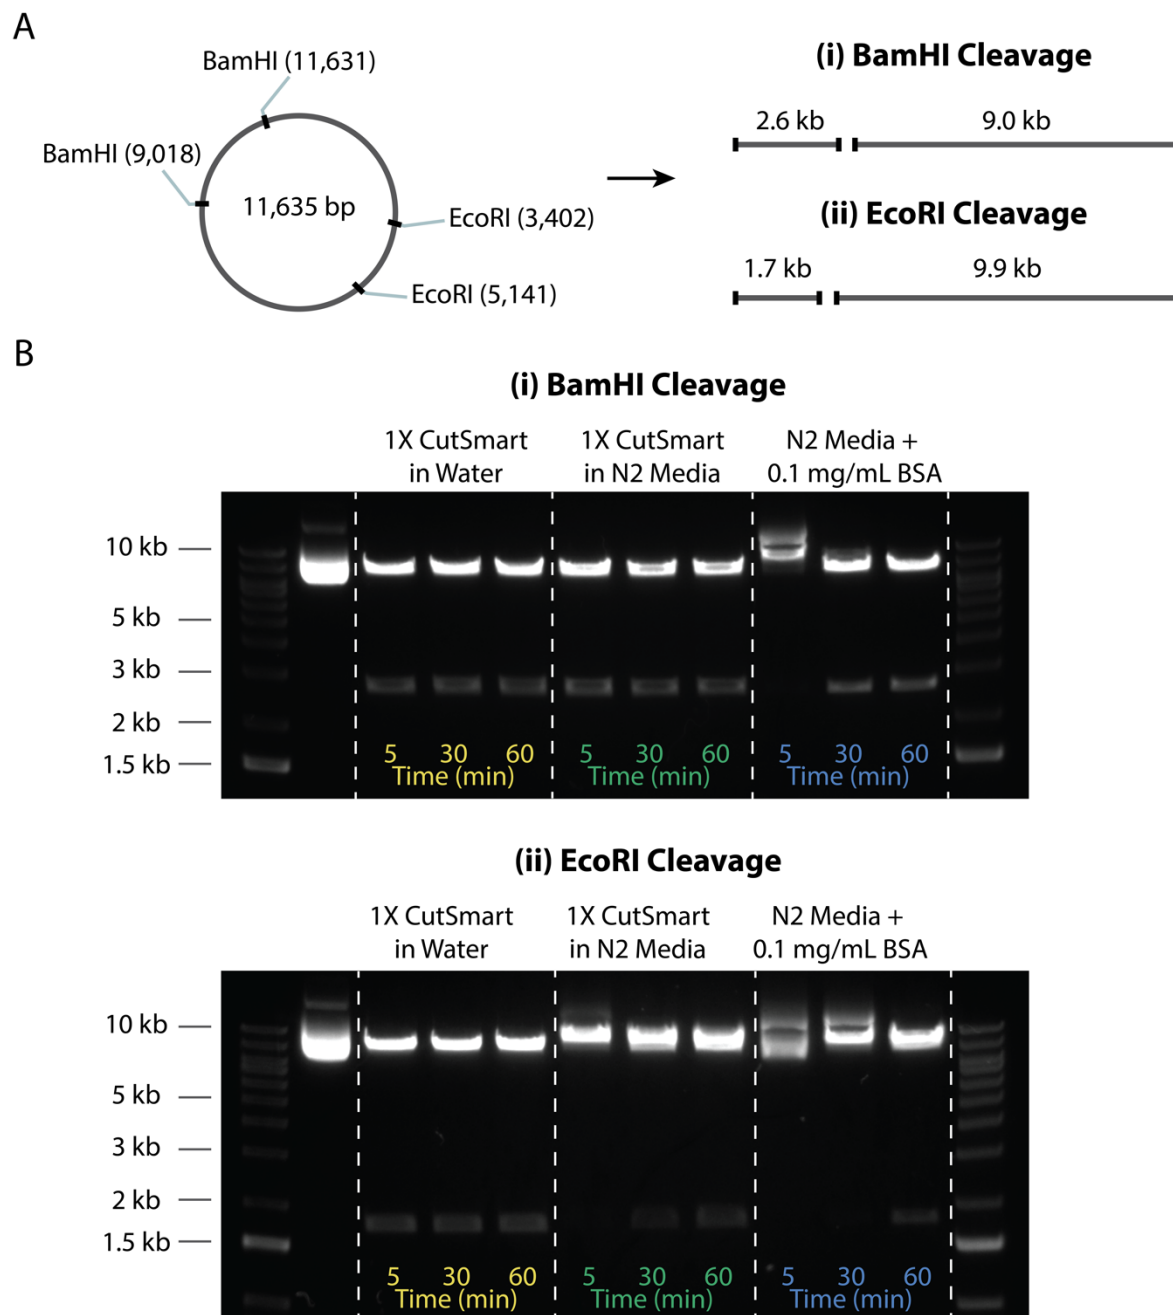 A
BamHI (11,631)
BamHI (9,018)
11,635 bp
EcoRI (3,402)
EcoRI (5,141)
(i) BamHI Cleavage
2.6 kb 9.0 kb
(ii) EcoRI Cleavage
1.7 kb 9.9 kb
B
(i) BamHI Cleavage
1X CutSmart
in Water
1X CutSmart
in N2 Media
N2 Media +
0.1 mg/mL BSA
10 kb
5 kb
3 kb
2 kb
1.5 kb
5 30 60
Time (min)
5 30 60
Time (min)
5 30 60
Time (min)
(ii) EcoRI Cleavage
1X CutSmart
in Water
1X CutSmart
in N2 Media
N2 Media +
0.1 mg/mL BSA
10 kb
5 kb
3 kb
2 kb
1.5 kb
5 30 60
Time (min)
5 30 60
Time (min)
5 30 60
Time (min)